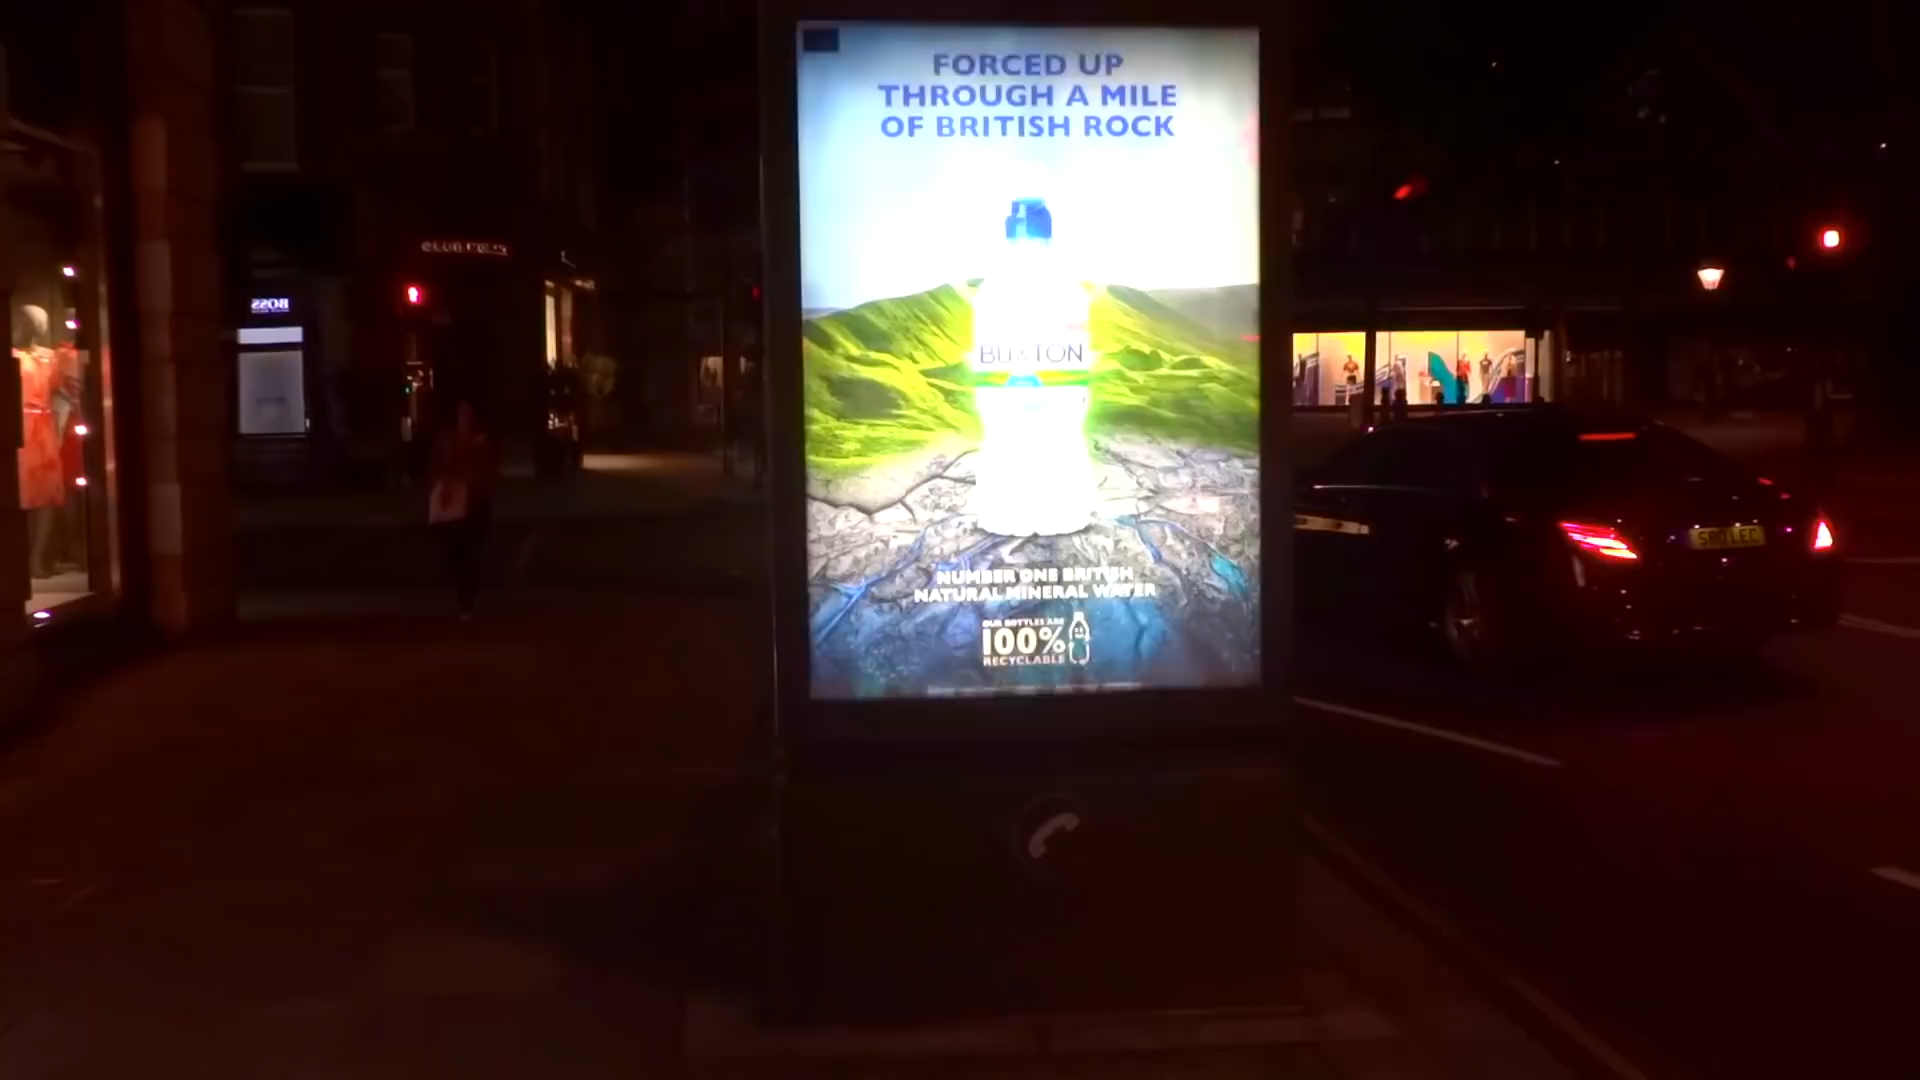 FORCED UP
THROUGH A MILE
OF BRITISH ROCK
BUXTON
NUMBER ONE BRITISH
NATURAL MINERAL WATER
OUR BOTTLES ARE
100%
RECYCLABLE
BOSS